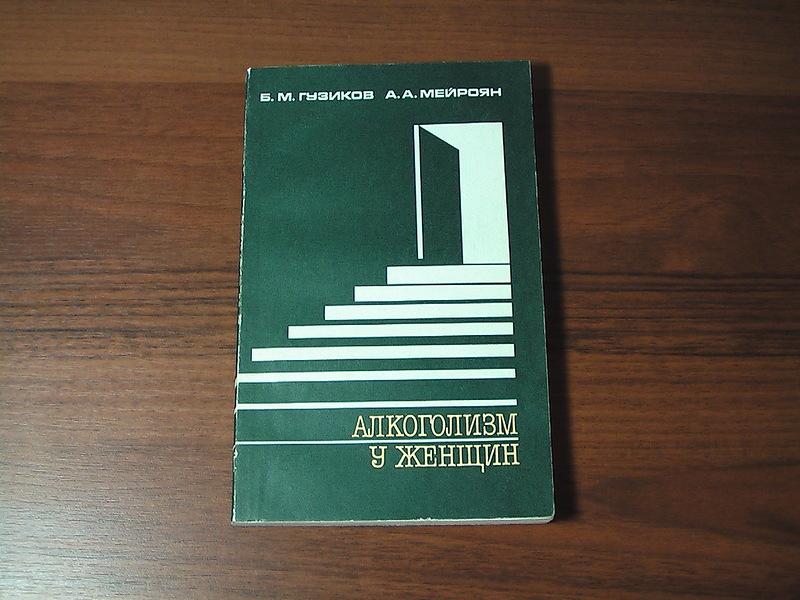 Б. М. ГУЗИКОВ А. А. МЕЙРОЯН
АЛКОГОЛИЗМ
У ЖЕНЩИН